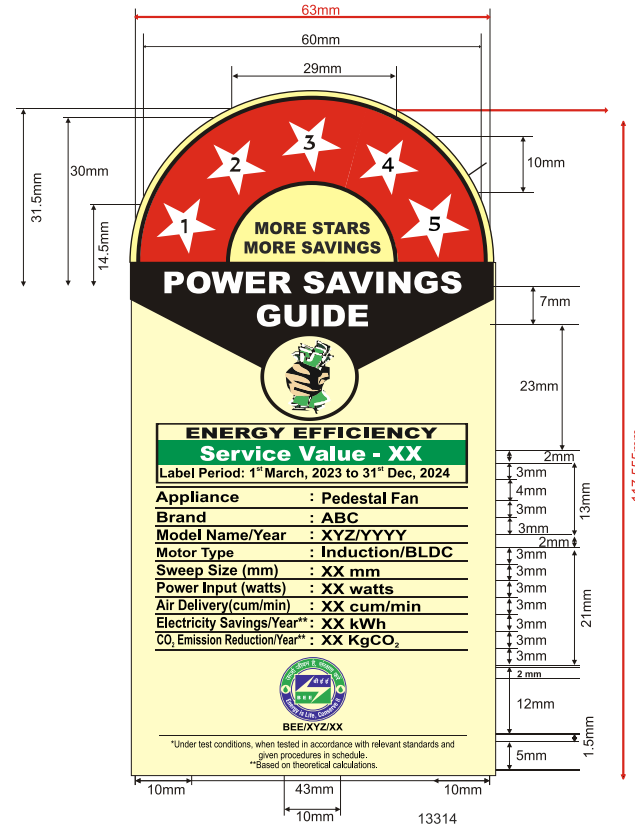 63mm
60mm
29mm
31.5mm
30mm
14.5mm
10mm
1 2 3 4 5
MORE STARS
MORE SAVINGS
POWER SAVINGS
GUIDE
7mm
23mm
ENERGY EFFICIENCY
Service Value - XX
Label Period: 1st March, 2023 to 31st Dec, 2024
Appliance : Pedestal Fan
Brand : ABC
Model Name/Year : XYZ/YYYY
Motor Type : Induction/BLDC
Sweep Size (mm) : XX mm
Power Input (watts) : XX watts
Air Delivery(cum/min) : XX cum/min
Electricity Savings/Year** : XX kWh
CO2 Emission Reduction/Year** : XX KgCO2
2mm
3mm
4mm
3mm
3mm
13mm
2mm
3mm
3mm
3mm
3mm
3mm
3mm
3mm
21mm
2 mm
12mm
1.5mm
5mm
Energy is Life, Conserve it
BEE/XYZ/XX
*Under test conditions, when tested in accordance with relevant standards and
given procedures in schedule.
**Based on theoretical calculations.
10mm
43mm
10mm
10mm
13314